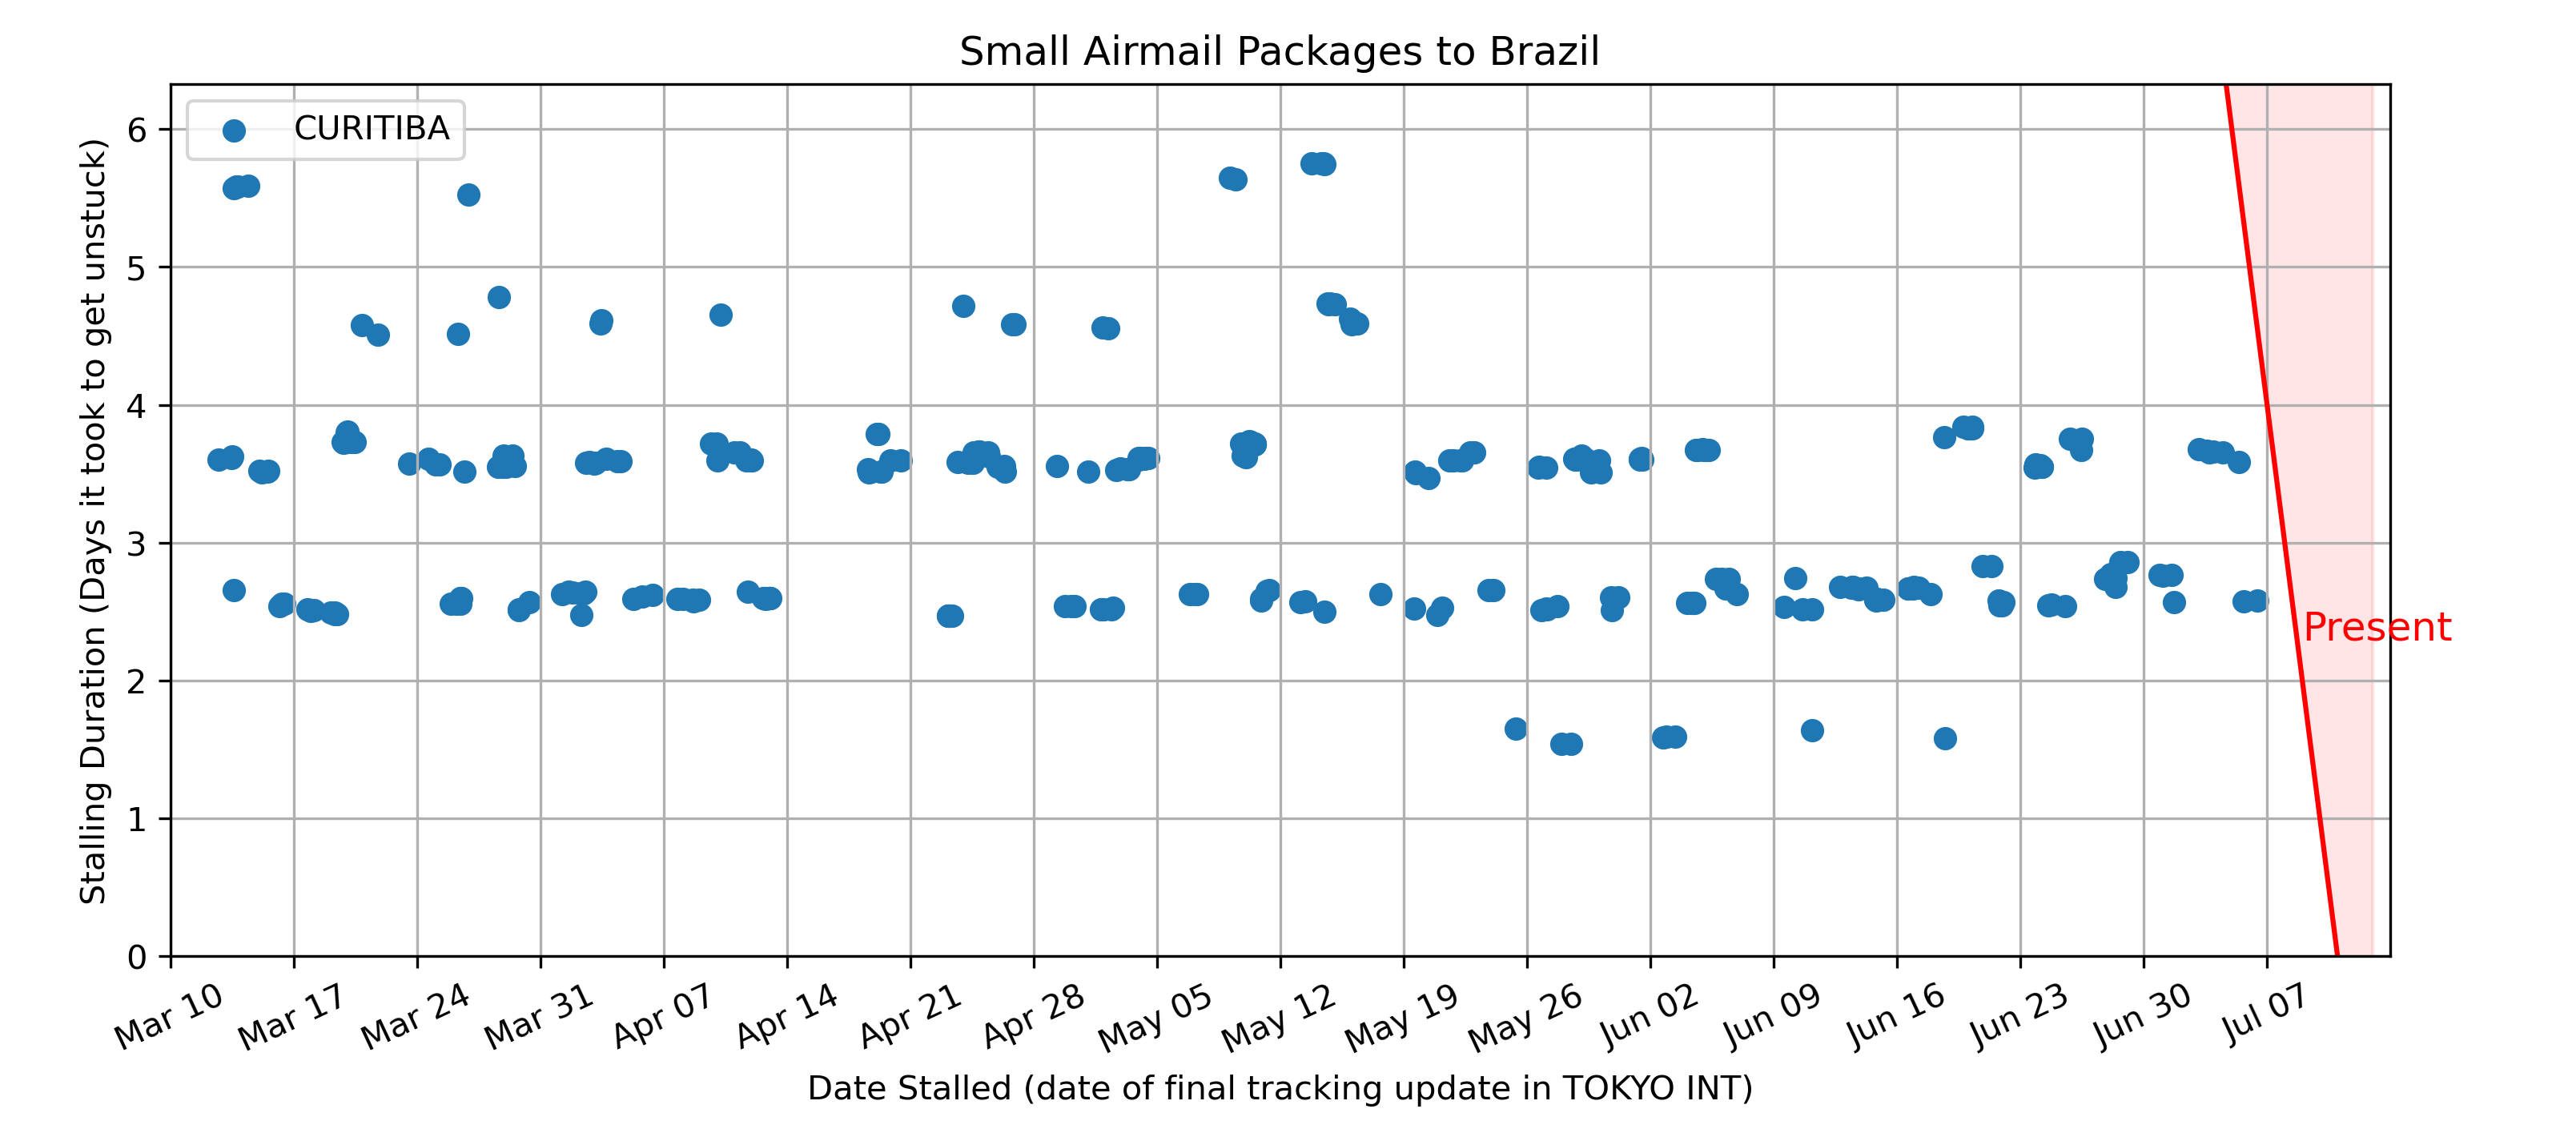 Small Airmail Packages to Brazil
CURITIBA
Stalling Duration (Days it took to get unstuck)
6
5
4
3
2
1
0
Present
Mar 10
Mar 17
Mar 24
Mar 31
Apr 07
Apr 14
Apr 21
Apr 28
May 05
May 12
May 19
May 26
Jun 02
Jun 09
Jun 16
Jun 23
Jun 30
Jul 07
Date Stalled (date of final tracking update in TOKYO INT)